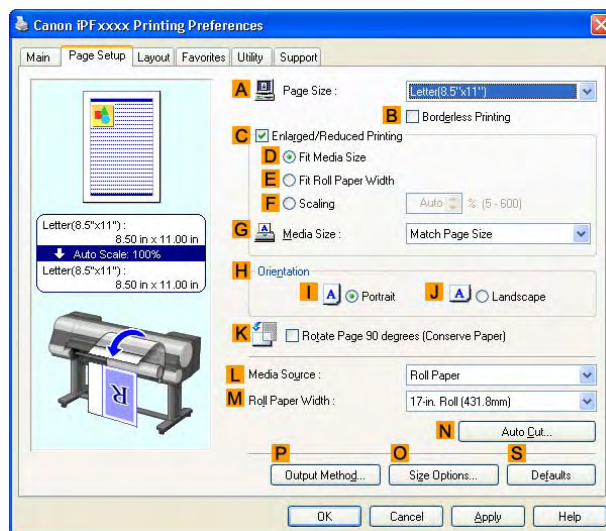 Canon iPFxxxx Printing Preferences
Main Page Setup Layout Favorites Utility Support
A Page Size : Letter(8.5"x11")
B Borderless Printing
C Enlarged/Reduced Printing
D Fit Media Size
E Fit Roll Paper Width
F Scaling Auto % (5 - 600)
G Media Size : Match Page Size
Letter(8.5"x11") :
8.50 in x 11.00 in
Auto Scale: 100%
Letter(8.5"x11") :
8.50 in x 11.00 in
H Orientation
I A Portrait J A Landscape
K Rotate Page 90 degrees (Conserve Paper)
R
L Media Source : Roll Paper
M Roll Paper Width : 17-in. Roll (431.8mm)
N Auto Cut...
P O S
Output Method... Size Options... Defaults
OK Cancel Apply Help